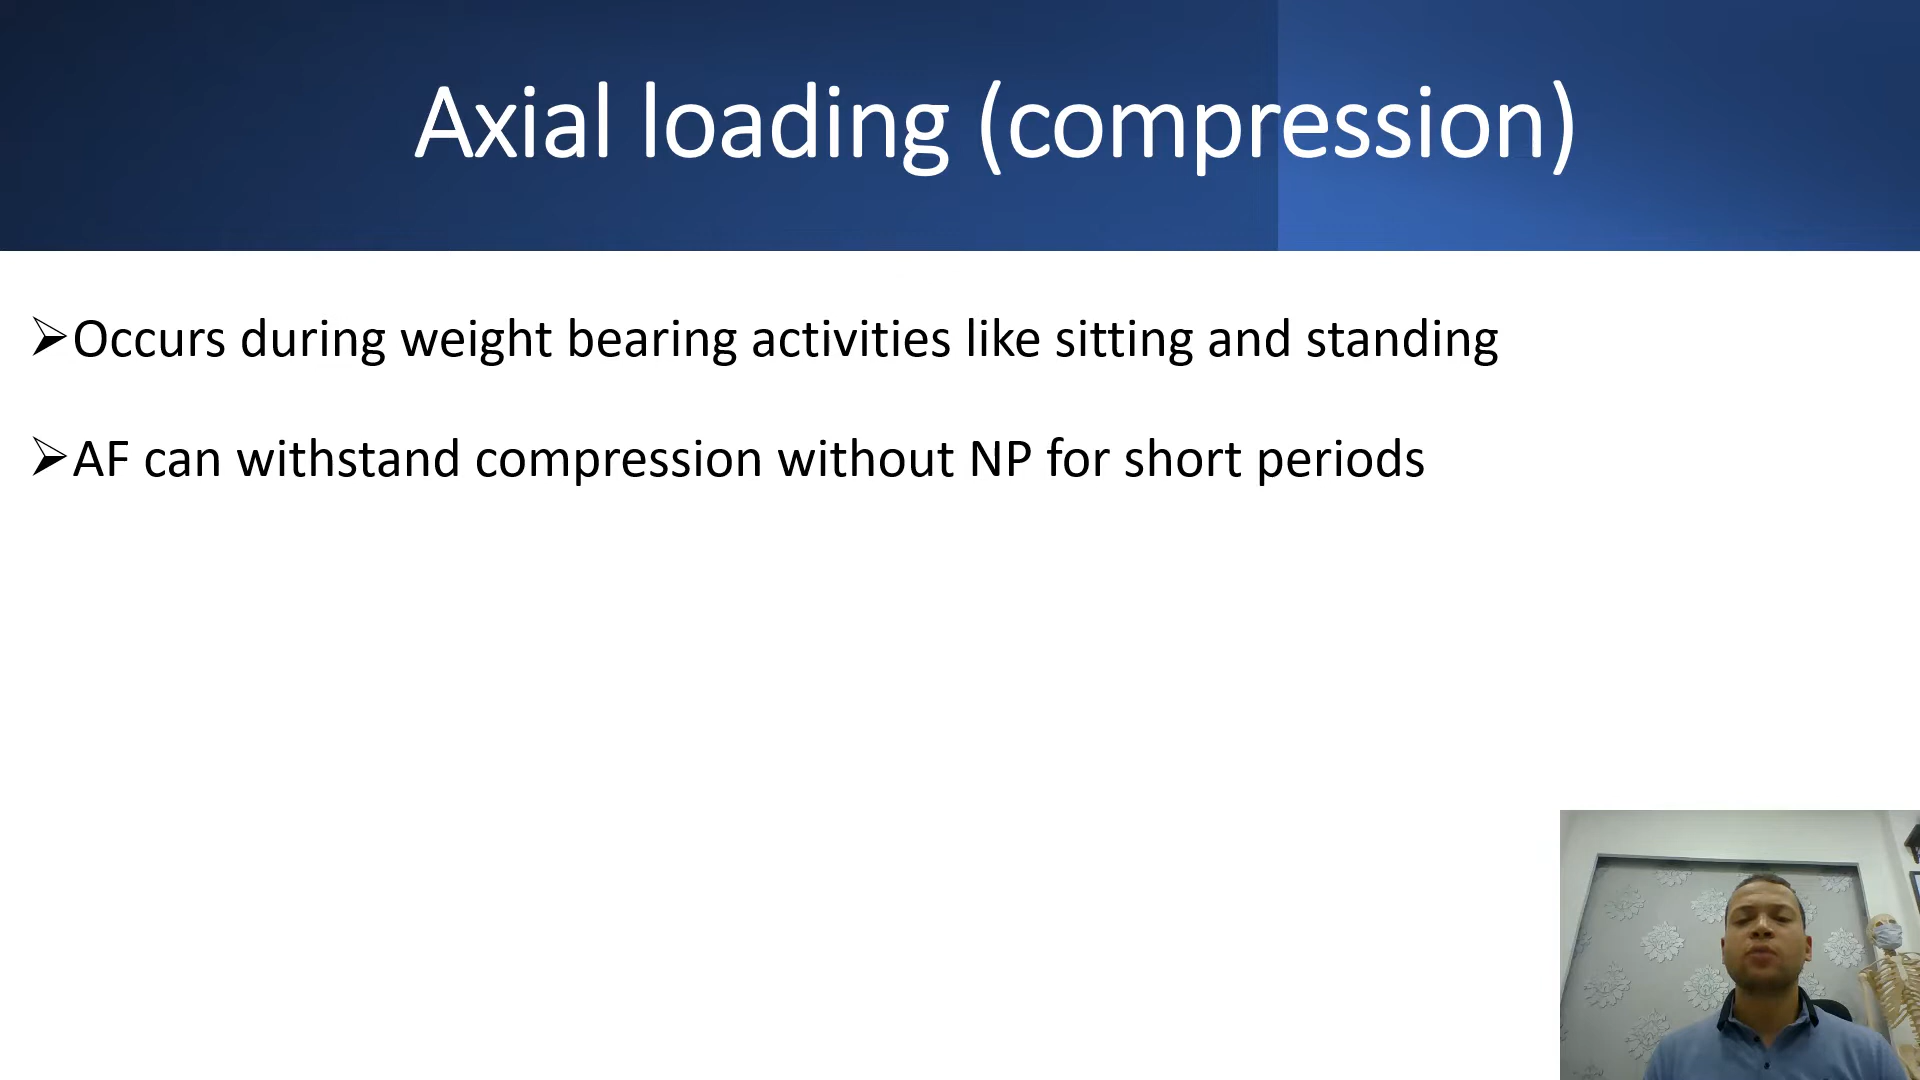 Axial loading (compression)
➢Occurs during weight bearing activities like sitting and standing
➢AF can withstand compression without NP for short periods